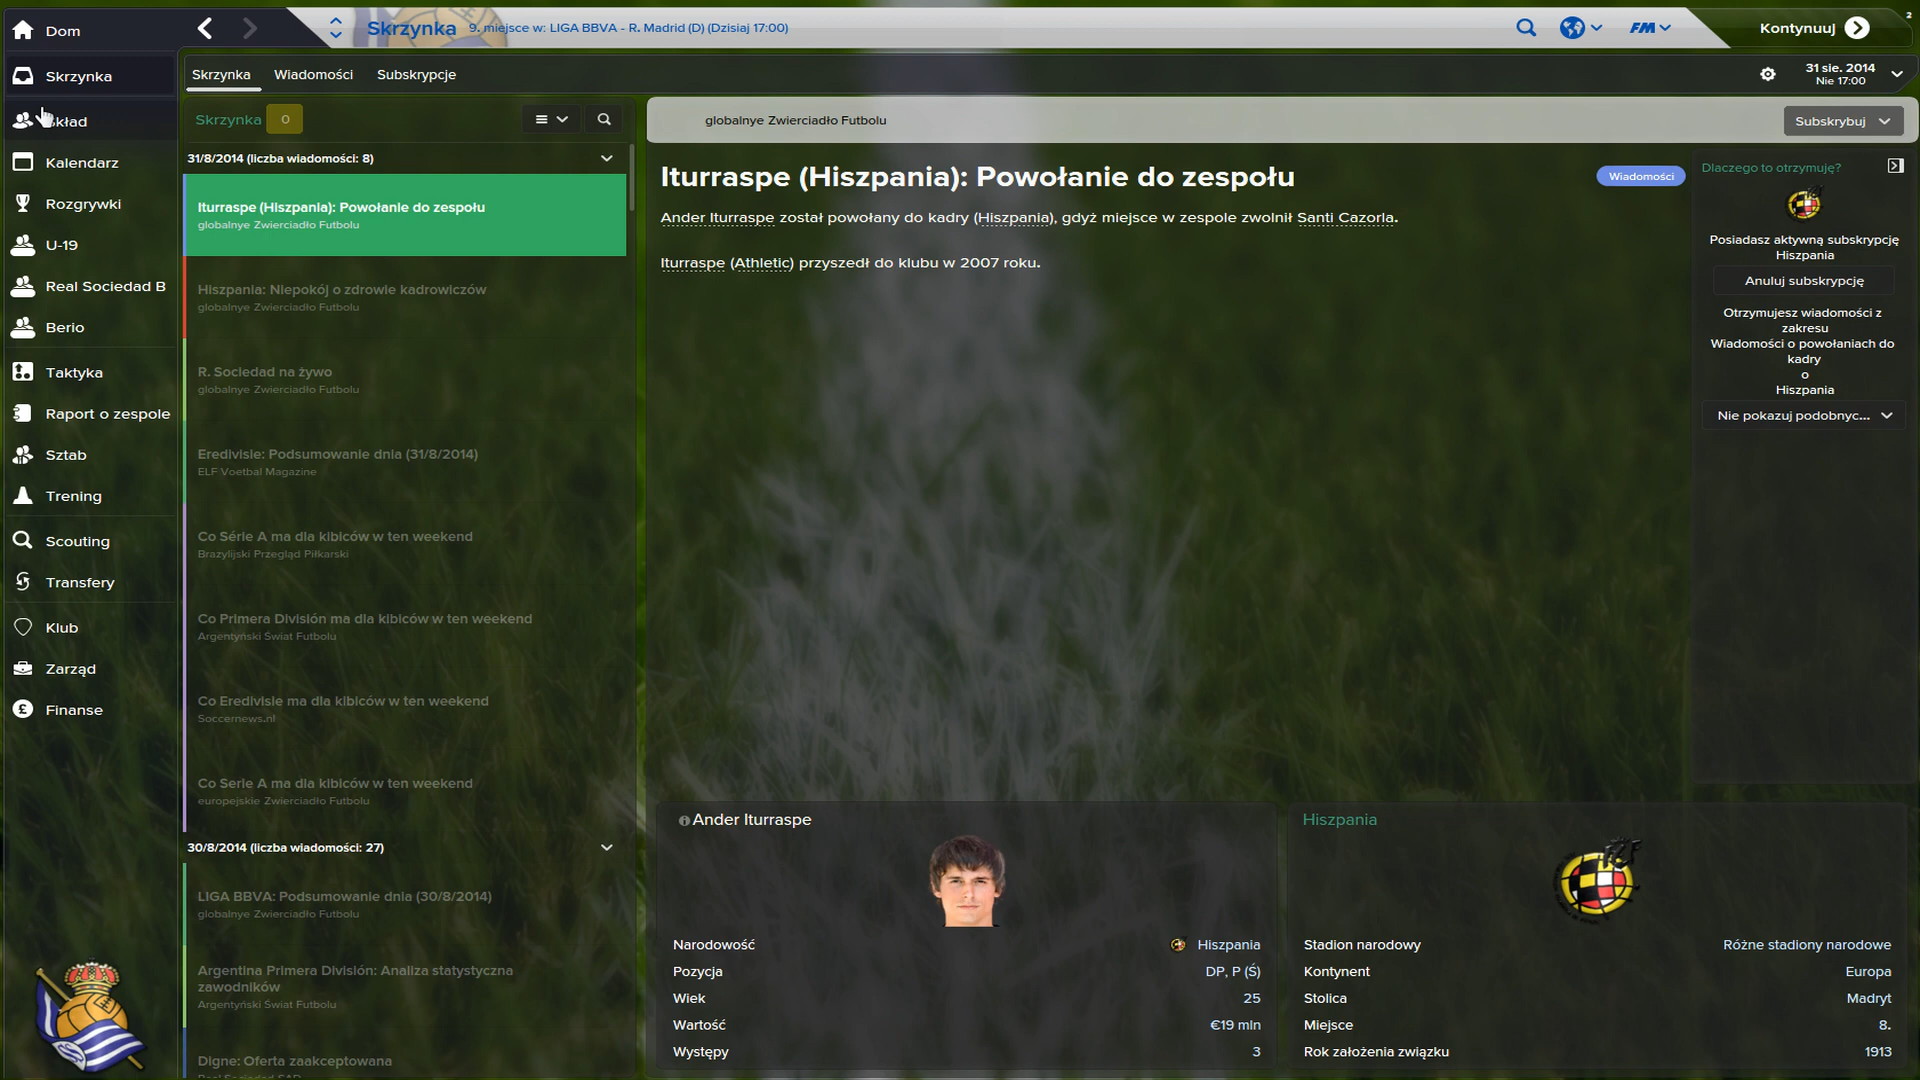 Dom
Skrzynka
9. miejsce w: LIGA BBVA - R. Madrid (D) (Dzisiaj 17:00)
FM
Kontynuuj
2
Skrzynka
Skrzynka
Wiadomości
Subskrypcje
31 sie. 2014
Nie 17:00
Skład
Kalendarz
Rozgrywki
U-19
Real Sociedad B
Berio
Taktyka
Raport o zespole
Sztab
Trening
Scouting
Transfery
Klub
Zarząd
Finanse
Skrzynka 0
31/8/2014 (liczba wiadomości: 8)
Iturraspe (Hiszpania): Powołanie do zespołu
globalnye Zwierciadło Futbolu
Hiszpania: Niepokój o zdrowie kadrowiczów
globalnye Zwierciadło Futbolu
R. Sociedad na żywo
globalnye Zwierciadło Futbolu
Eredivisie: Podsumowanie dnia (31/8/2014)
ELF Voetbal Magazine
Co Série A ma dla kibiców w ten weekend
Brazylijski Przegląd Piłkarski
Co Primera División ma dla kibiców w ten weekend
Argentyński Świat Futbolu
Co Eredivisie ma dla kibiców w ten weekend
Soccernews.nl
Co Serie A ma dla kibiców w ten weekend
europejskie Zwierciadło Futbolu
30/8/2014 (liczba wiadomości: 27)
LIGA BBVA: Podsumowanie dnia (30/8/2014)
globalnye Zwierciadło Futbolu
Argentina Primera División: Analiza statystyczna
zawodników
Argentyński Świat Futbolu
Digne: Oferta zaakceptowana
Real Sociedad SAD
globalnye Zwierciadło Futbolu
Subskrybuj
Iturraspe (Hiszpania): Powołanie do zespołu
Wiadomości
Ander Iturraspe został powołany do kadry (Hiszpania), gdyż miejsce w zespole zwolnił Santi Cazorla.
Iturraspe (Athletic) przyszedł do klubu w 2007 roku.
Dlaczego to otrzymuję?
Posiadasz aktywną subskrypcję
Hiszpania
Anuluj subskrypcję
Otrzymujesz wiadomości z
zakresu
Wiadomości o powołaniach do
kadry
o
Hiszpania
Nie pokazuj podobnyc...
Ander Iturraspe
Narodowość Hiszpania
Pozycja DP, P (Ś)
Wiek 25
Wartość €19 mln
Występy 3
Hiszpania
Stadion narodowy Różne stadiony narodowe
Kontynent Europa
Stolica Madryt
Miejsce 8.
Rok założenia związku 1913